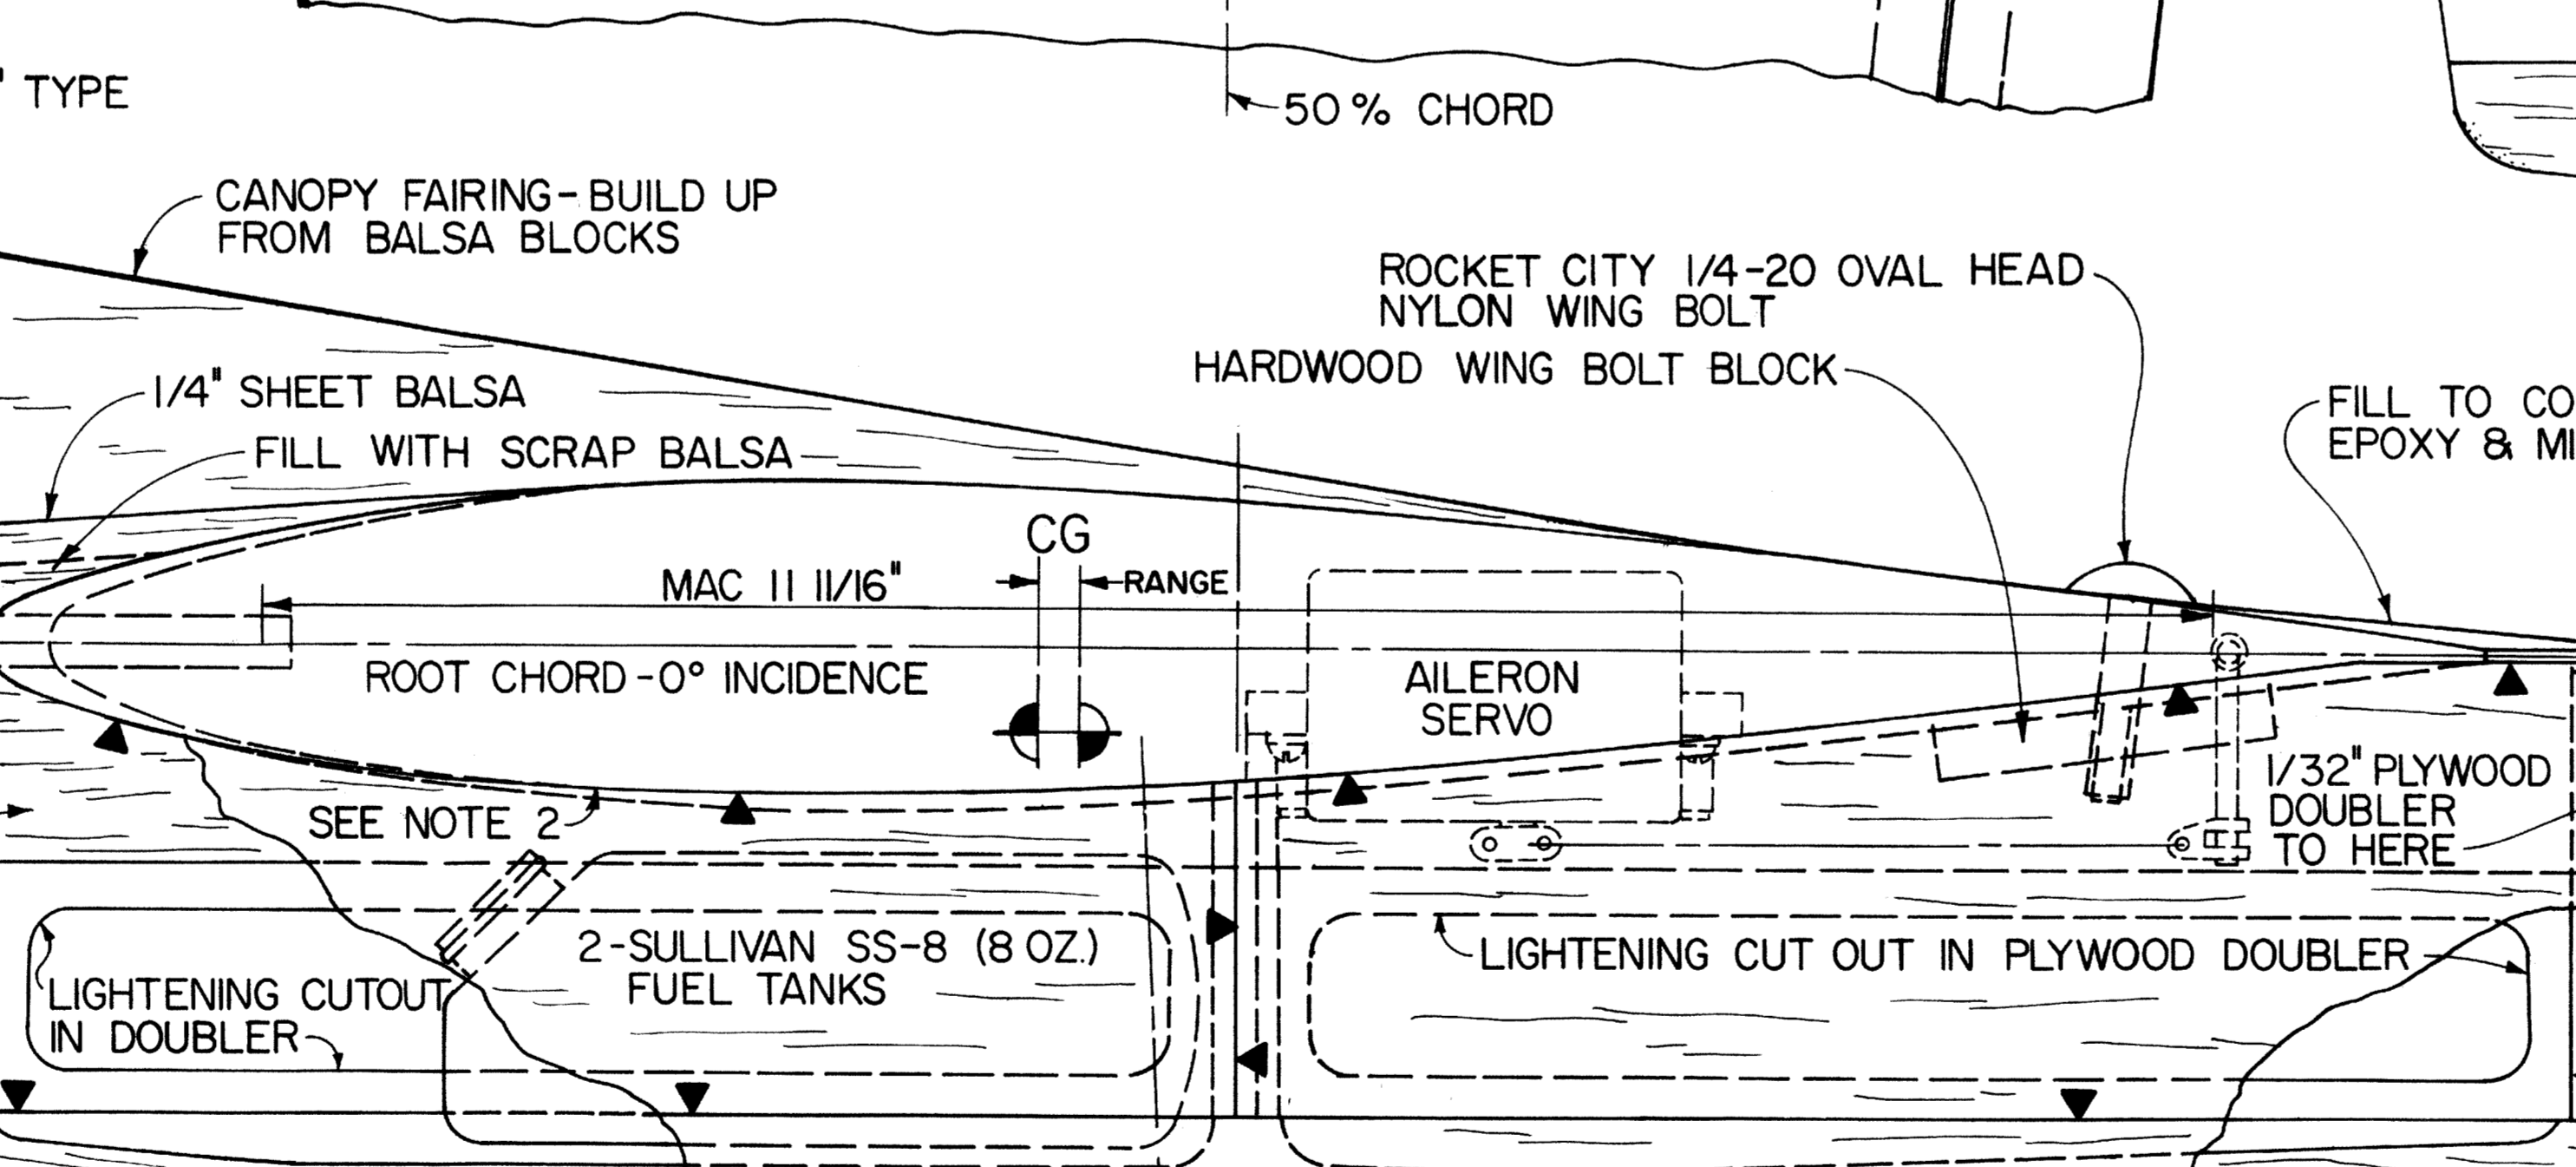 TYPE
50% CHORD
CANOPY FAIRING-BUILD UP
FROM BALSA BLOCKS
ROCKET CITY 1/4-20 OVAL HEAD
NYLON WING BOLT
HARDWOOD WING BOLT BLOCK
1/4" SHEET BALSA
FILL WITH SCRAP BALSA
FILL TO CO
EPOXY & MI
CG
RANGE
MAC 11 11/16"
ROOT CHORD-0° INCIDENCE
AILERON
SERVO
SEE NOTE 2
1/32" PLYWOOD
DOUBLER
TO HERE
2-SULLIVAN SS-8 (8 OZ.)
FUEL TANKS
LIGHTENING CUT OUT IN PLYWOOD DOUBLER
LIGHTENING CUTOUT
IN DOUBLER